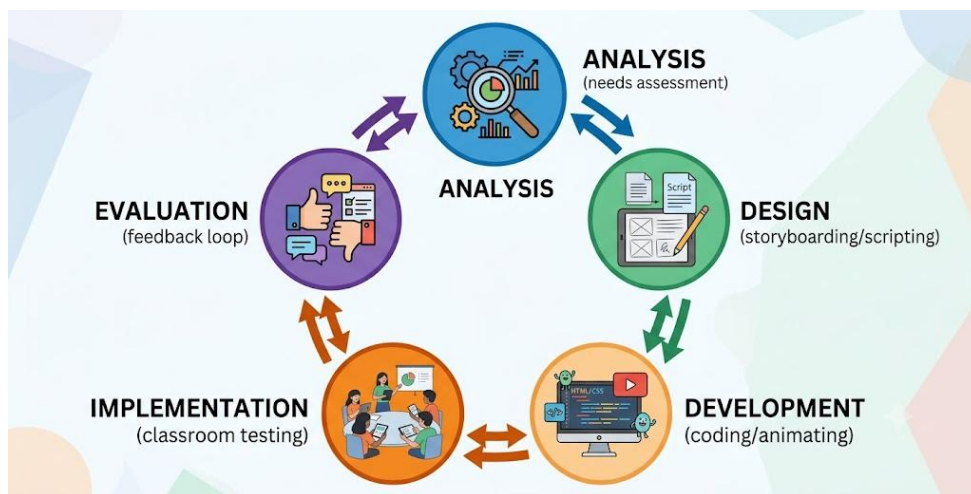 ANALYSIS
(needs assessment)
ANALYSIS
Script
DESIGN
(storyboarding/scripting)
EVALUATION
(feedback loop)
HTML/CSS
</>
DEVELOPMENT
(coding/animating)
IMPLEMENTATION
(classroom testing)